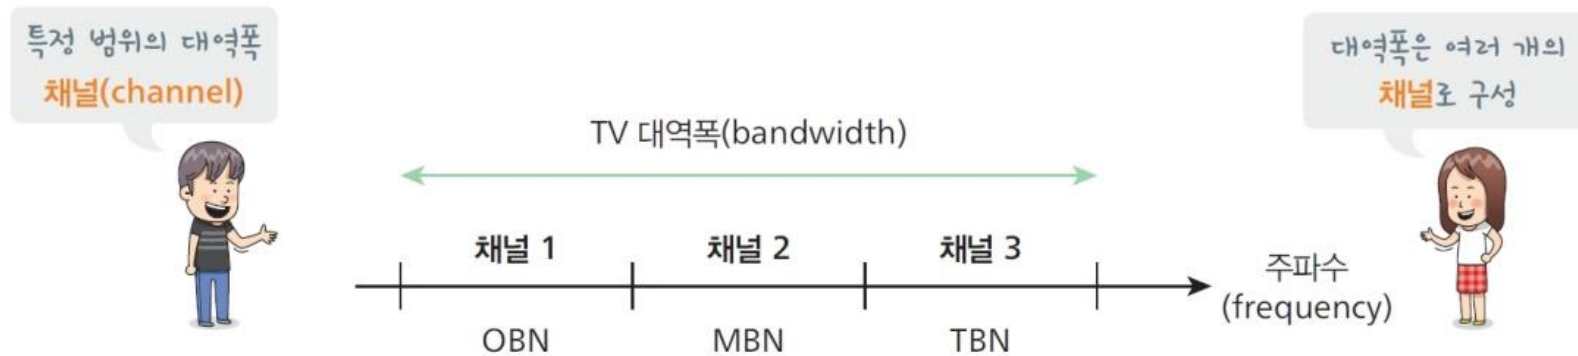 특정 범위의 대역폭
채널(channel)
대역폭은 여러 개의
채널로 구성
TV 대역폭(bandwidth)
채널 1
채널 2
채널 3
주파수
(frequency)
OBN
MBN
TBN